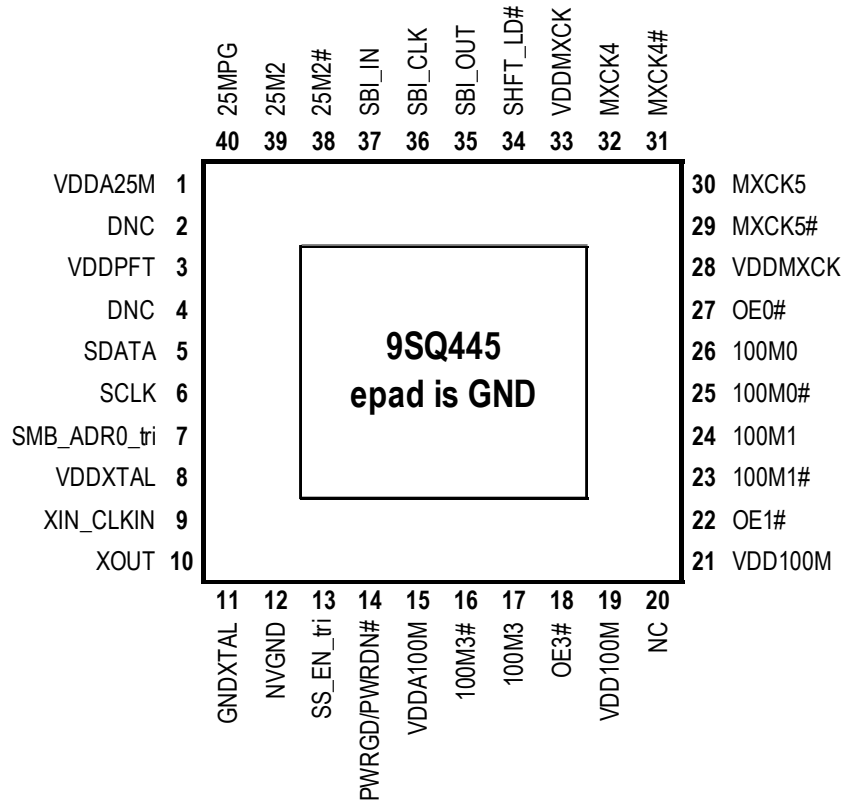 25MPG
25M2
25M2#
SBI_IN
SBI_CLK
SBI_OUT
SHFT_LD#
VDDMXCK
MXCK4
MXCK4#
40 39 38 37 36 35 34 33 32 31
VDDA25M 1
DNC 2
VDDPFT 3
DNC 4
SDATA 5
SCLK 6
SMB_ADR0_tri 7
VDDXTAL 8
XIN_CLKIN 9
XOUT 10
9SQ445
epad is GND
30 MXCK5
29 MXCK5#
28 VDDMXCK
27 OE0#
26 100M0
25 100M0#
24 100M1
23 100M1#
22 OE1#
21 VDD100M
11 12 13 14 15 16 17 18 19 20
GNDXTAL
NVGND
SS_EN_tri
PWRGD/PWRDN#
VDDA100M
100M3#
100M3
OE3#
VDD100M
NC